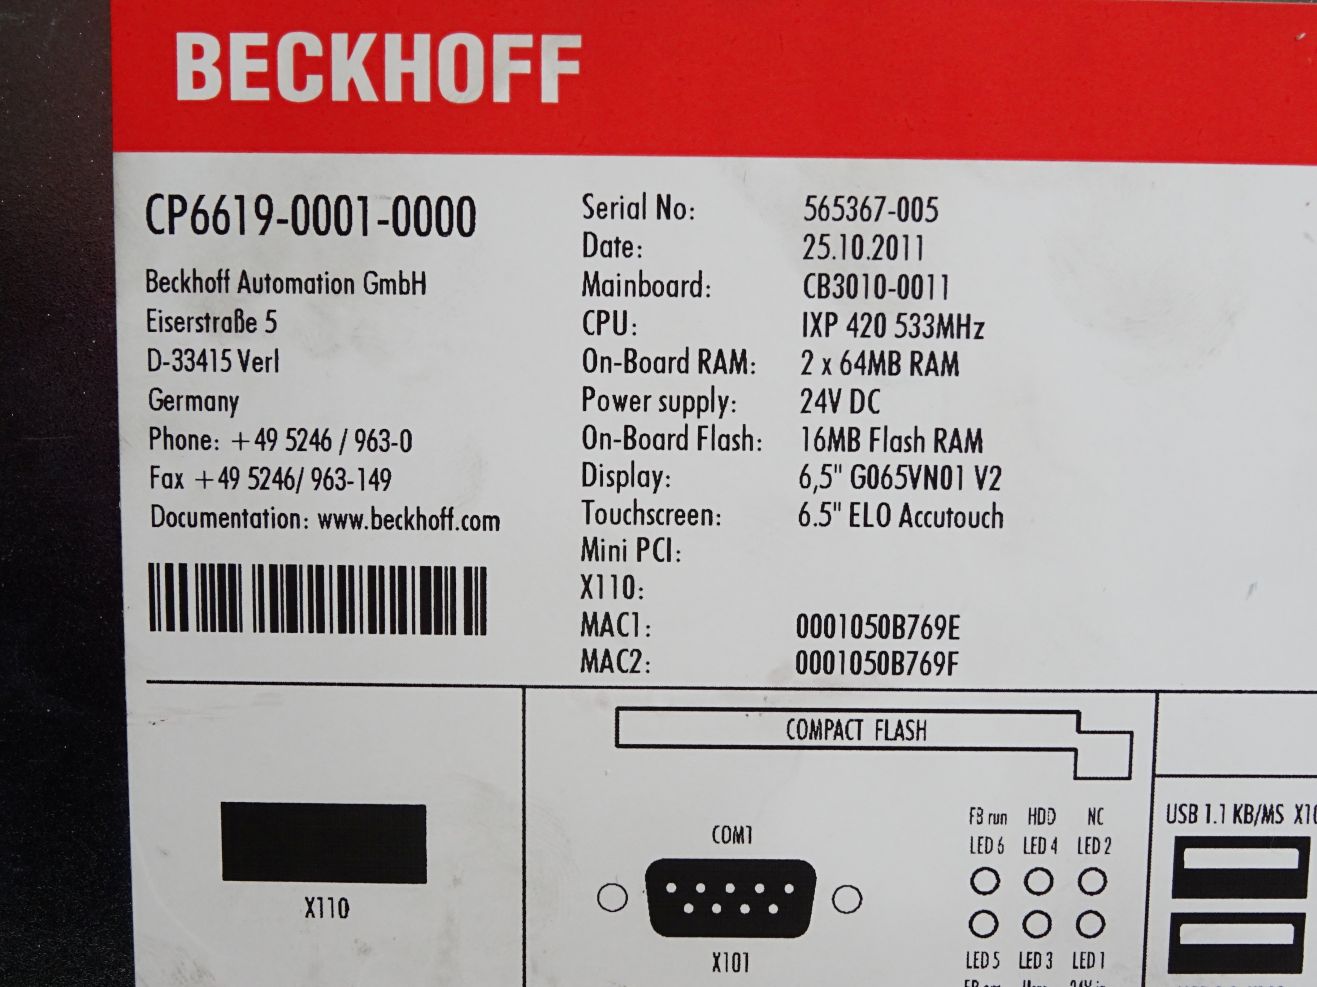 BECKHOFF
CP6619-0001-0000
Beckhoff Automation GmbH
Eiserstraße 5
D-33415 Verl
Germany
Phone: +49 5246 / 963-0
Fax +49 5246/ 963-149
Documentation: www.beckhoff.com
Serial No: 565367-005
Date: 25.10.2011
Mainboard: CB3010-0011
CPU: IXP 420 533MHz
On-Board RAM: 2 x 64MB RAM
Power supply: 24V DC
On-Board Flash: 16MB Flash RAM
Display: 6,5" G065VN01 V2
Touchscreen: 6.5" ELO Accutouch
Mini PCI:
X110:
MAC1: 0001050B769E
MAC2: 0001050B769F
COMPACT FLASH
X110
COM1
X101
FB run HDD NC
LED 6 LED 4 LED 2
LED 5 LED 3 LED 1
USB 1.1 KB/MS